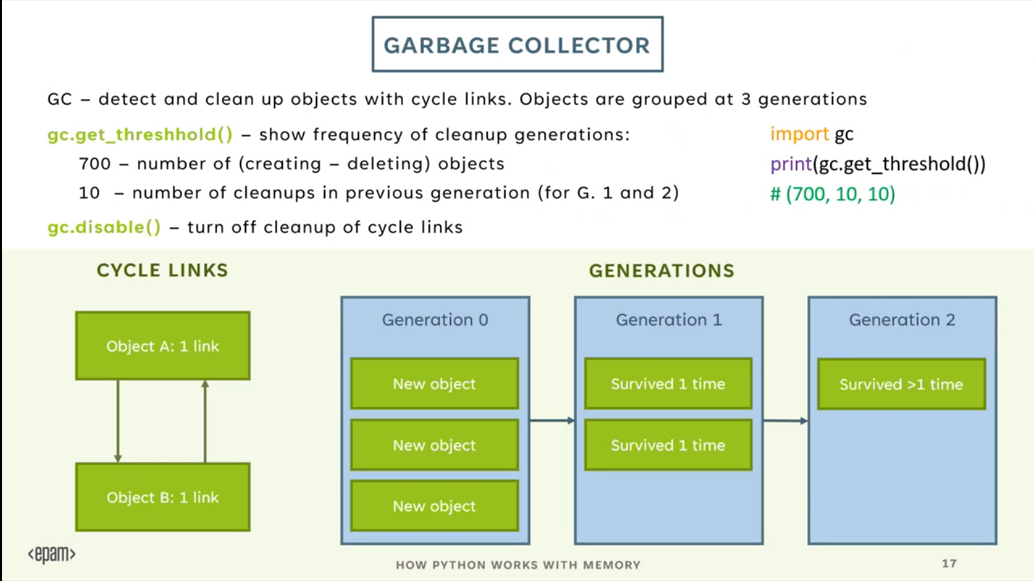 GARBAGE COLLECTOR
GC – detect and clean up objects with cycle links. Objects are grouped at 3 generations
gc.get_threshhold() – show frequency of cleanup generations:
700 – number of (creating – deleting) objects
10 – number of cleanups in previous generation (for G. 1 and 2)
gc.disable() – turn off cleanup of cycle links
import gc
print(gc.get_threshold())
# (700, 10, 10)
CYCLE LINKS
Object A: 1 link
Object B: 1 link
GENERATIONS
Generation 0
New object
New object
New object
Generation 1
Survived 1 time
Survived 1 time
Generation 2
Survived >1 time
<epam>
HOW PYTHON WORKS WITH MEMORY
17